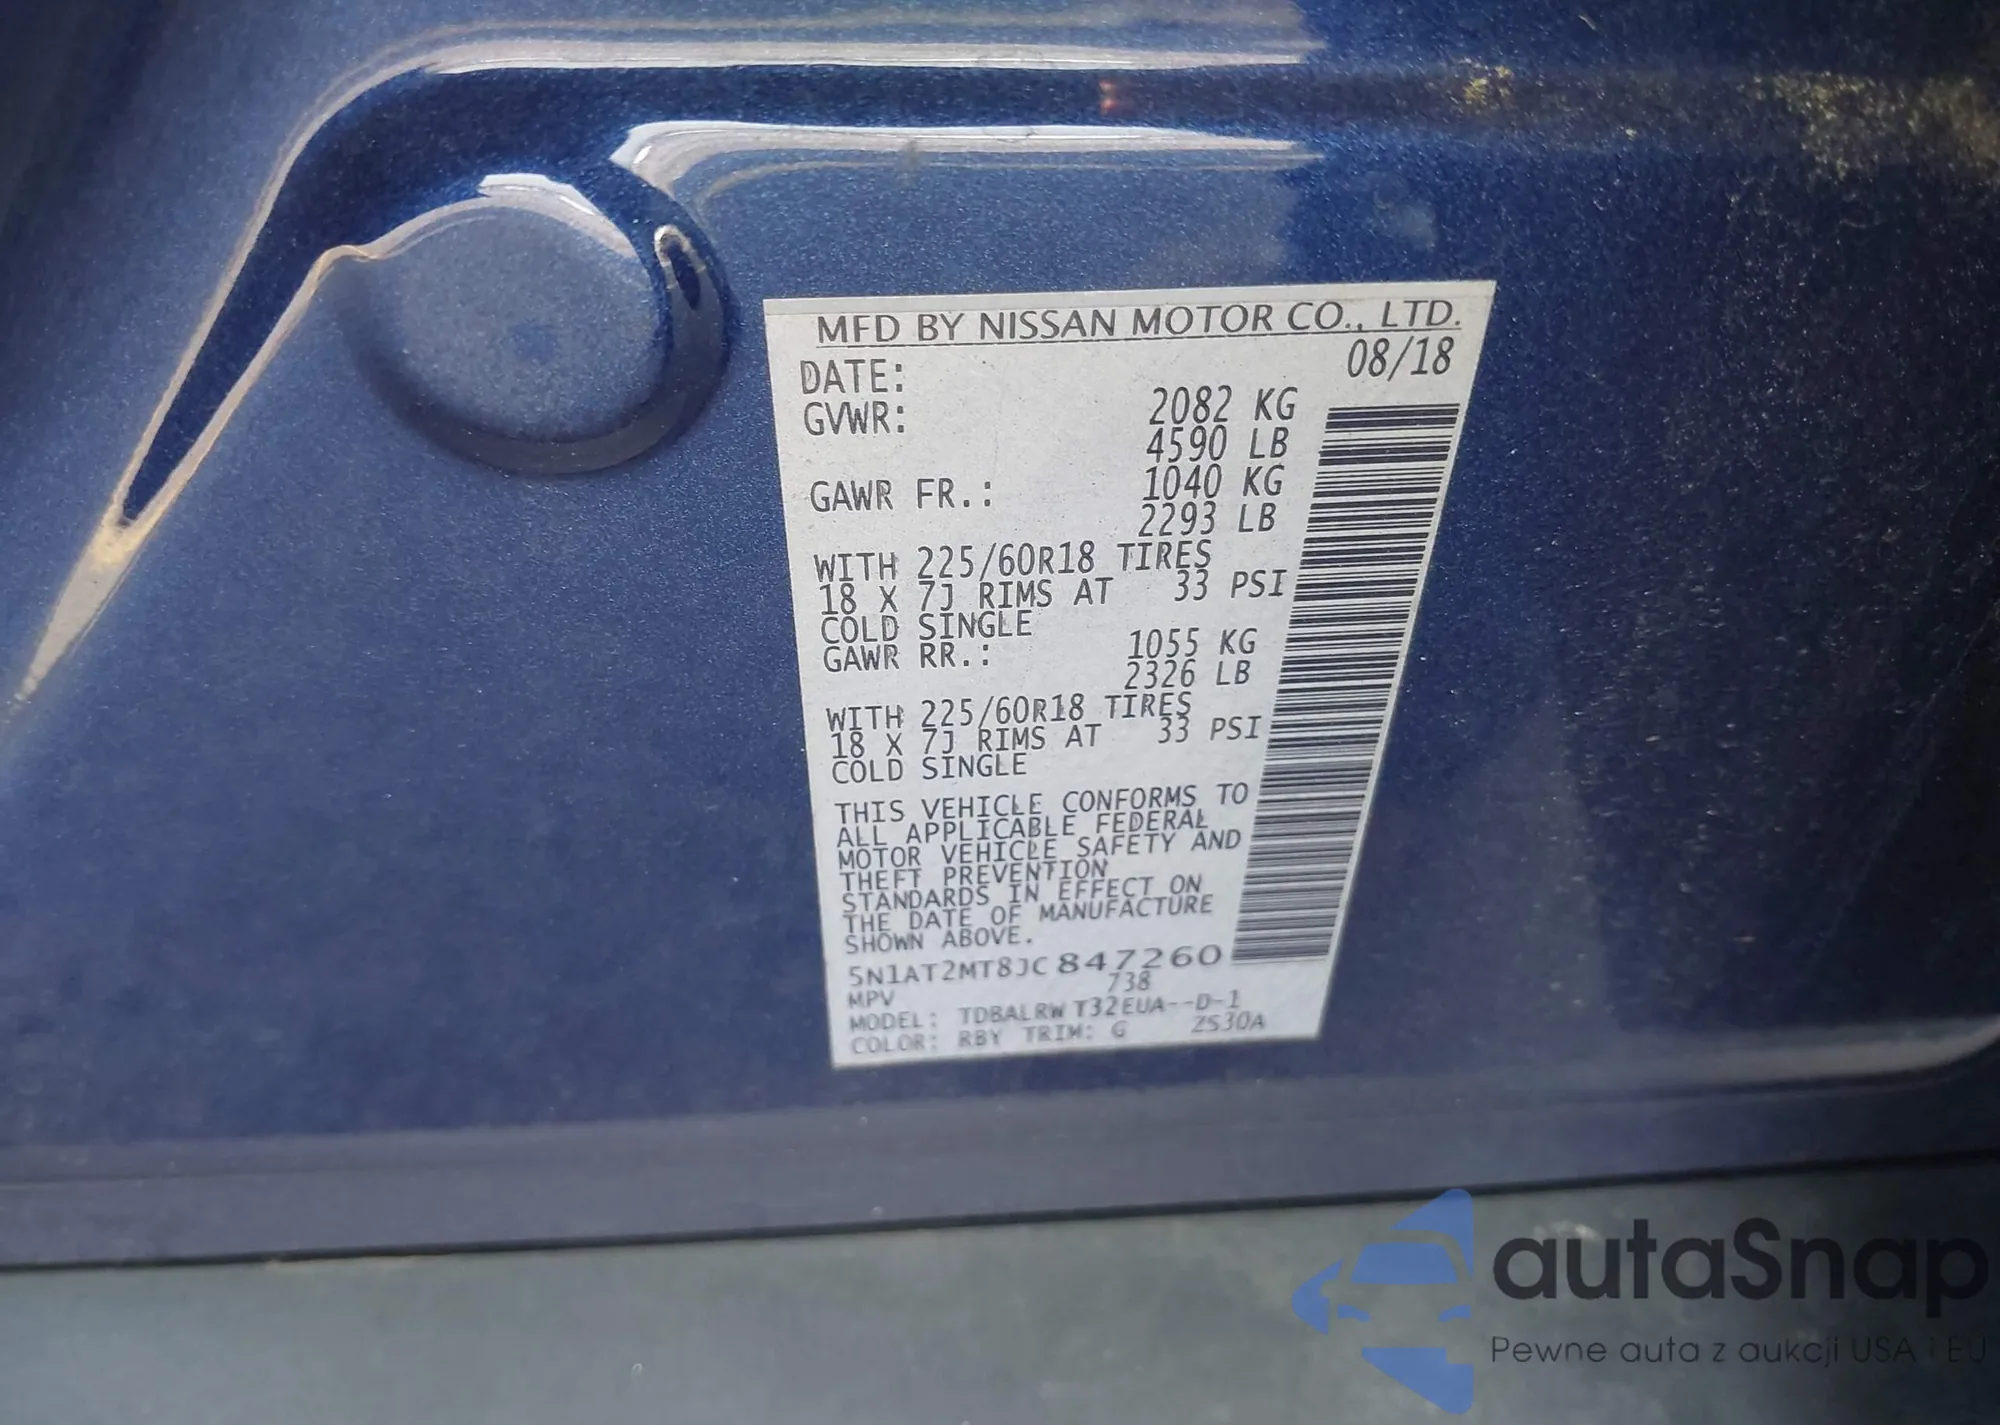 MFD BY NISSAN MOTOR CO., LTD.
DATE: 08/18
GVWR: 2082 KG
4590 LB
GAWR FR.: 1040 KG
2293 LB
WITH 225/60R18 TIRES
18 X 7J RIMS AT 33 PSI
COLD SINGLE
GAWR RR.: 1055 KG
2326 LB
WITH 225/60R18 TIRES
18 X 7J RIMS AT 33 PSI
COLD SINGLE
THIS VEHICLE CONFORMS TO
ALL APPLICABLE FEDERAL
MOTOR VEHICLE SAFETY AND
THEFT PREVENTION
STANDARDS IN EFFECT ON
THE DATE OF MANUFACTURE
SHOWN ABOVE.
5N1AT2MT8JC847260
MPV 738
MODEL: TDBALRW T32EUA--D-1
COLOR: RBY TRIM: G ZS30A
autaSnap
Pewne auta z aukcji USA i EU